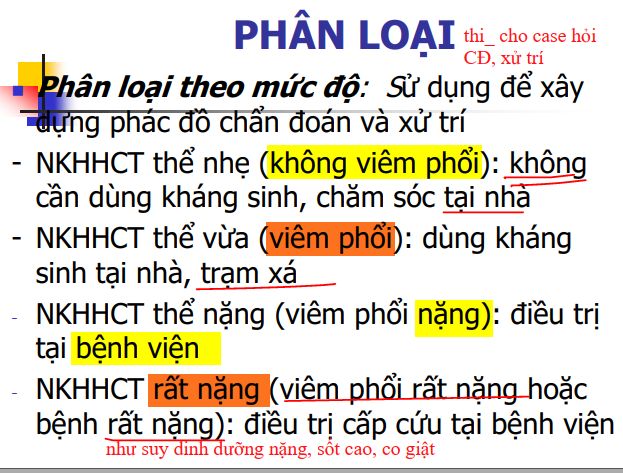 PHÂN LOẠI
thi_ cho case hỏi
CĐ, xử trí
Phân loại theo mức độ: Sử dụng để xây
dựng phác đồ chẩn đoán và xử trí
- NKHHCT thể nhẹ (không viêm phổi): không
cần dùng kháng sinh, chăm sóc tại nhà
- NKHHCT thể vừa (viêm phổi): dùng kháng
sinh tại nhà, trạm xá
- NKHHCT thể nặng (viêm phổi nặng): điều trị
tại bệnh viện
- NKHHCT rất nặng (viêm phổi rất nặng hoặc
bệnh rất nặng): điều trị cấp cứu tại bệnh viện
như suy dinh dưỡng nặng, sốt cao, co giật